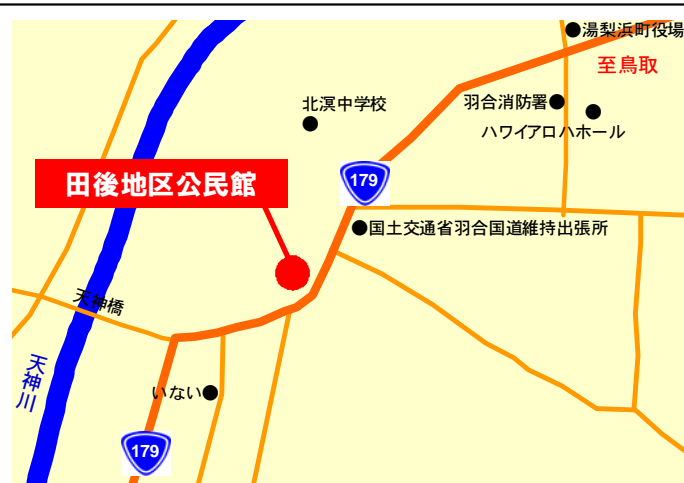 湯梨浜町役場
至鳥取
北溟中学校
羽合消防署
ハワイアロハホール
田後地区公民館
179
国土交通省羽合国道維持出張所
天神橋
天神川
いない
179